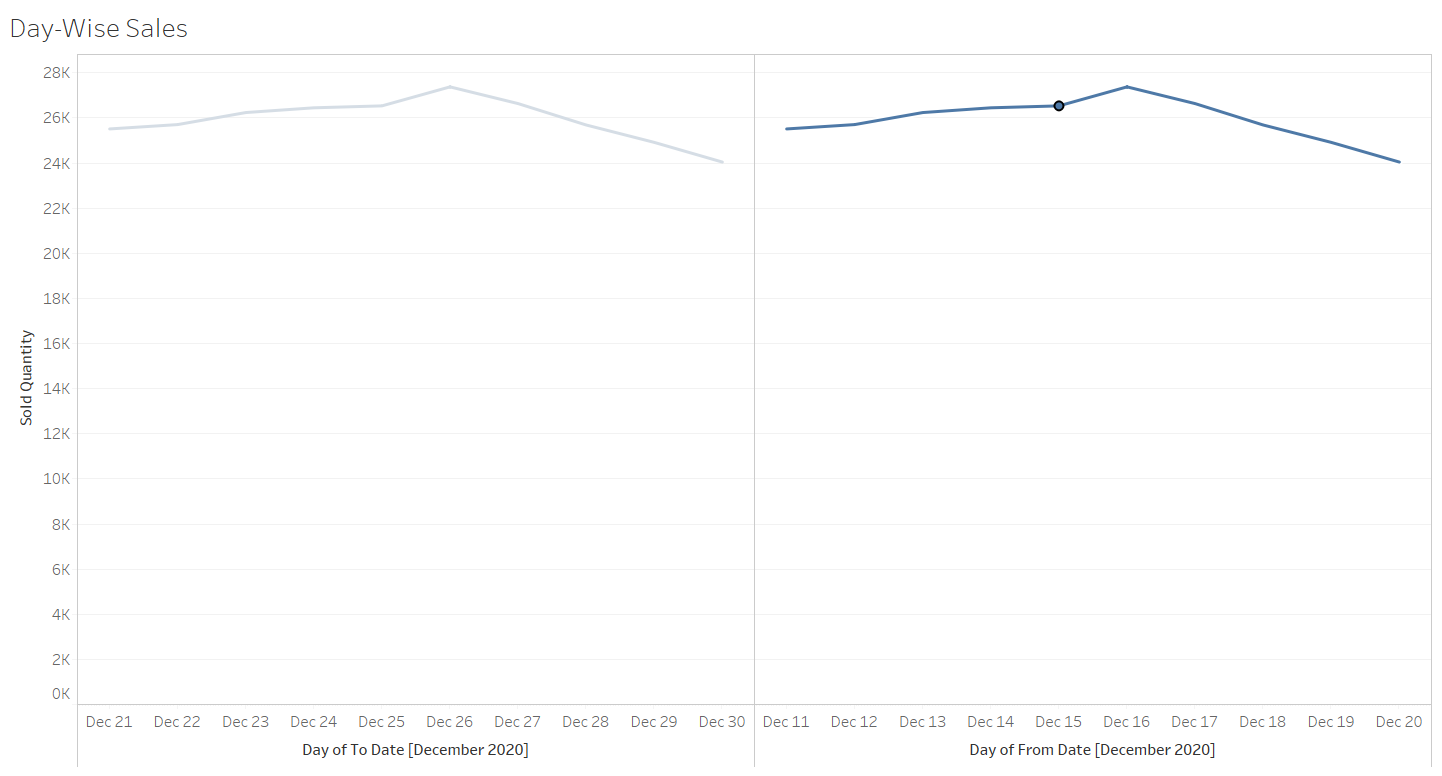 Day-Wise Sales
28K
26K
24K
22K
20K
18K
16K
14K
12K
10K
8K
6K
4K
2K
0K
Sold Quantity
Dec 21 Dec 22 Dec 23 Dec 24 Dec 25 Dec 26 Dec 27 Dec 28 Dec 29 Dec 30 Dec 11 Dec 12 Dec 13 Dec 14 Dec 15 Dec 16 Dec 17 Dec 18 Dec 19 Dec 20
Day of To Date [December 2020] Day of From Date [December 2020]